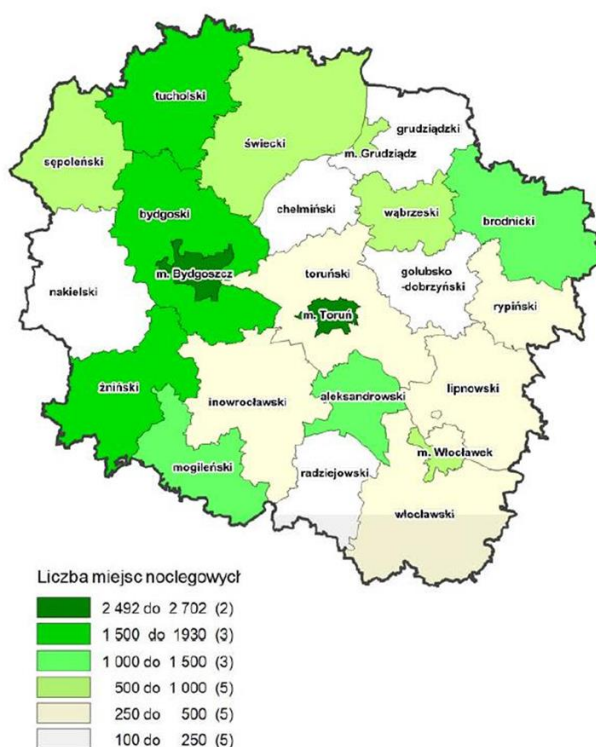 tucholski
świecki
grudziądzki
m. Grudziądz
sępoleński
chełmiński
wąbrzeski
brodnicki
bydgoski
m. Bydgoszcz
toruński
golubsko
-dobrzyński
nakielski
rypiński
m. Toruń
żniński
inowrocławski
aleksandrowski
lipnowski
mogileński
radziejowski
m. Włocławek
włocławski
Liczba miejsc noclegowych
2 492 do 2 702 (2)
1 500 do 1930 (3)
1 000 do 1 500 (3)
500 do 1 000 (5)
250 do 500 (5)
100 do 250 (5)